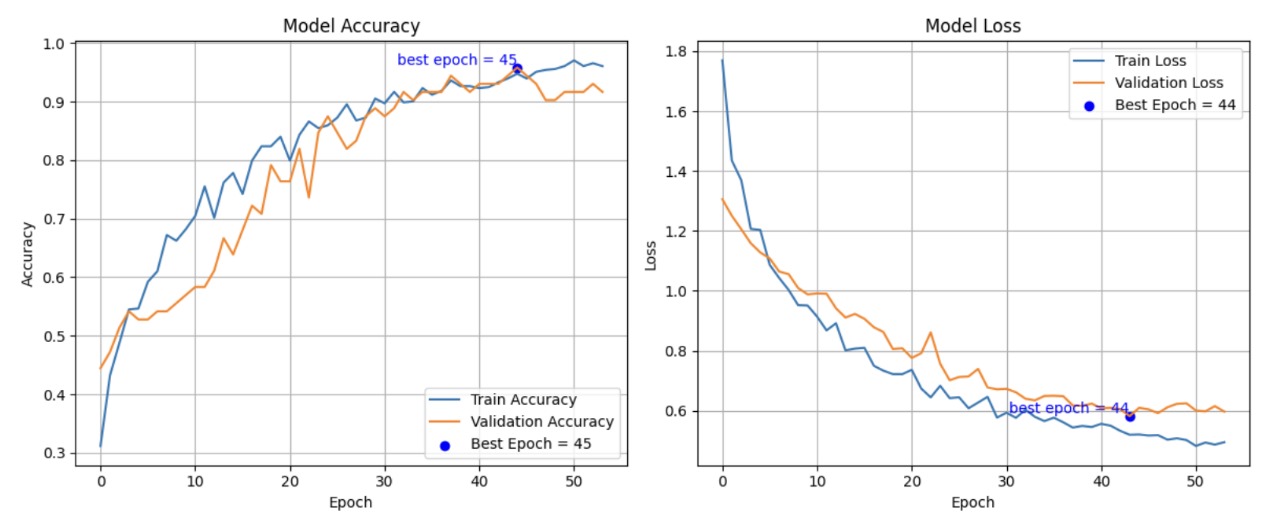 Model Accuracy
1.0
0.9
0.8
0.7
0.6
0.5
0.4
0.3
Accuracy
best epoch = 45
Train Accuracy
Validation Accuracy
Best Epoch = 45
0 10 20 30 40 50
Epoch
Model Loss
1.8
1.6
1.4
1.2
1.0
0.8
0.6
Loss
Train Loss
Validation Loss
Best Epoch = 44
best epoch = 44
0 10 20 30 40 50
Epoch